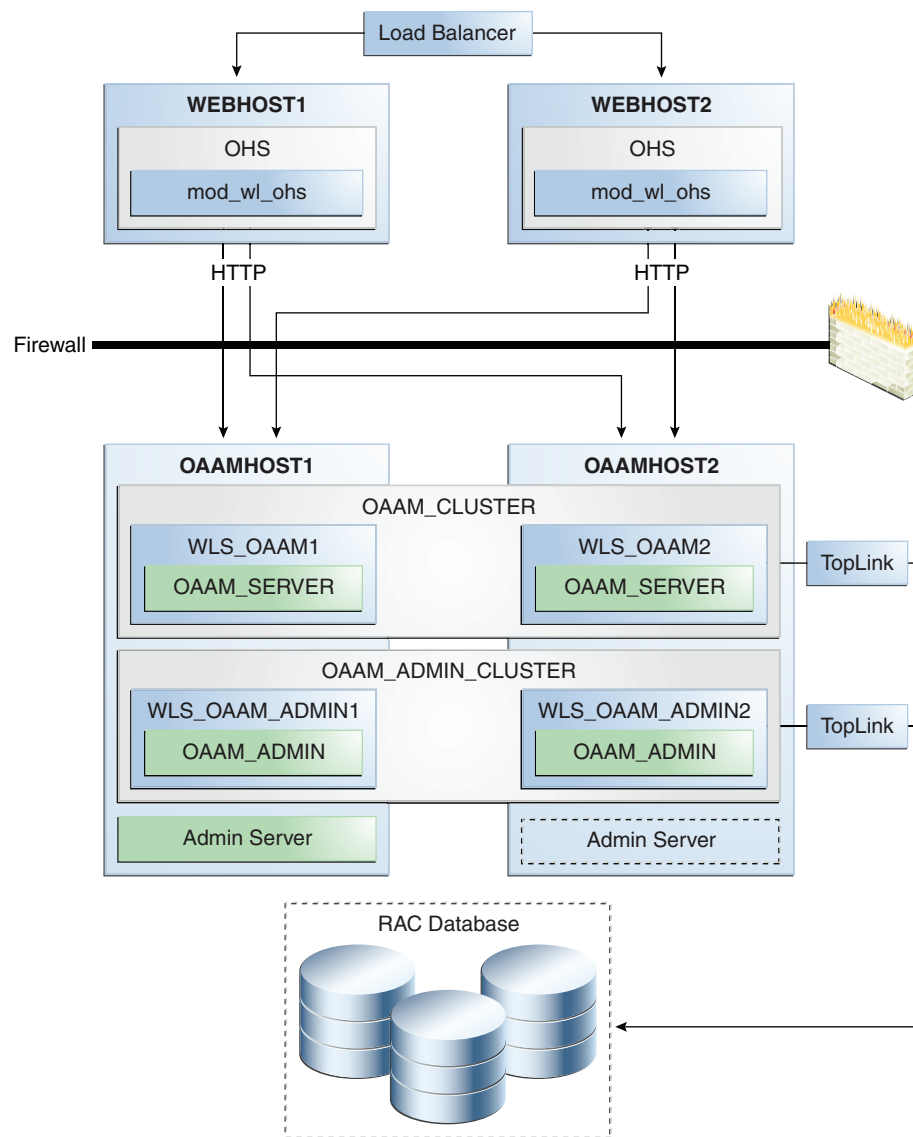 Load Balancer
WEBHOST1
WEBHOST2
OHS
OHS
mod_wl_ohs
mod_wl_ohs
HTTP
HTTP
Firewall
OAAMHOST1
OAAMHOST2
OAAM_CLUSTER
WLS_OAAM1
WLS_OAAM2
TopLink
OAAM_SERVER
OAAM_SERVER
OAAM_ADMIN_CLUSTER
WLS_OAAM_ADMIN1
WLS_OAAM_ADMIN2
TopLink
OAAM_ADMIN
OAAM_ADMIN
Admin Server
Admin Server
RAC Database